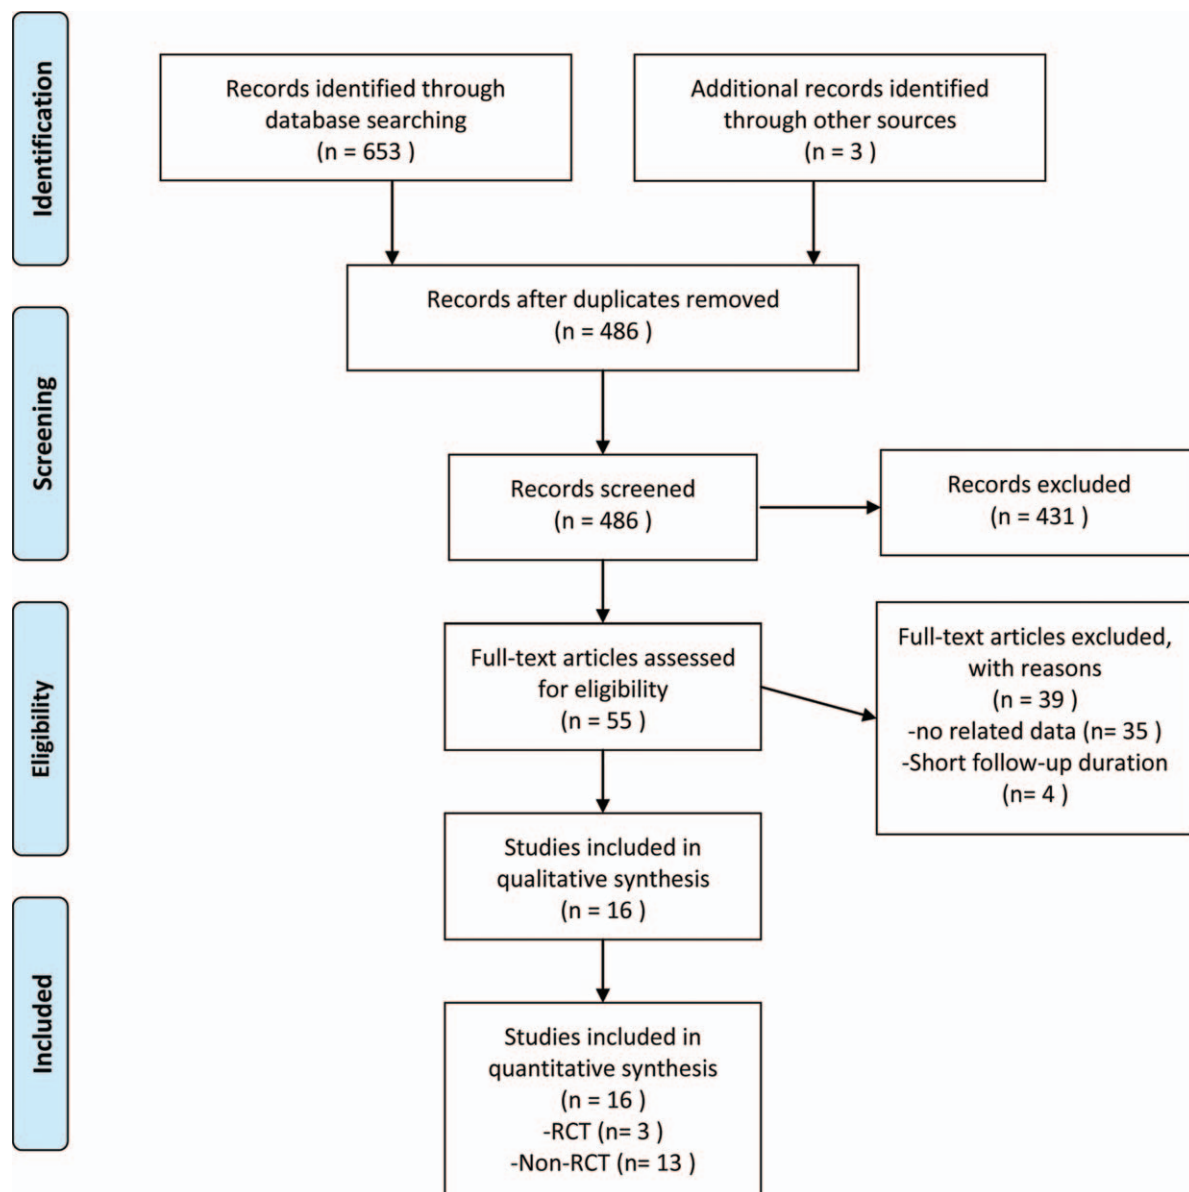 Identification
Records identified through
database searching
(n = 653 )
Additional records identified
through other sources
(n = 3 )
Records after duplicates removed
(n = 486 )
Screening
Records screened
(n = 486 )
Records excluded
(n = 431 )
Eligibility
Full-text articles assessed
for eligibility
(n = 55 )
Full-text articles excluded,
with reasons
(n = 39 )
-no related data (n= 35 )
-Short follow-up duration
(n= 4 )
Studies included in
qualitative synthesis
(n = 16 )
Included
Studies included in
quantitative synthesis
(n = 16 )
-RCT (n= 3 )
-Non-RCT (n= 13 )